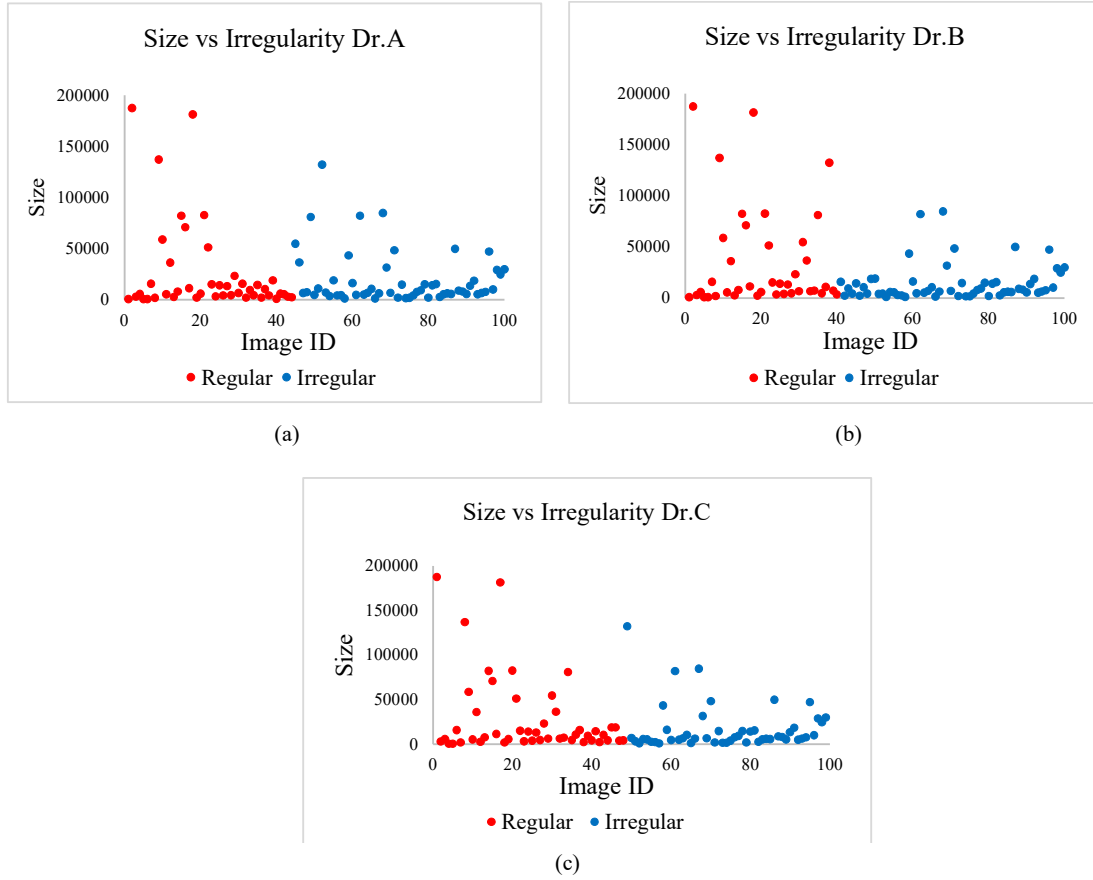 Size vs Irregularity Dr.A
200000
150000
100000
50000
0
Size
0 20 40 60 80 100
Image ID
Regular Irregular
(a)
Size vs Irregularity Dr.B
200000
150000
100000
50000
0
Size
0 20 40 60 80 100
Image ID
Regular Irregular
(b)
Size vs Irregularity Dr.C
200000
150000
100000
50000
0
Size
0 20 40 60 80 100
Image ID
Regular Irregular
(c)